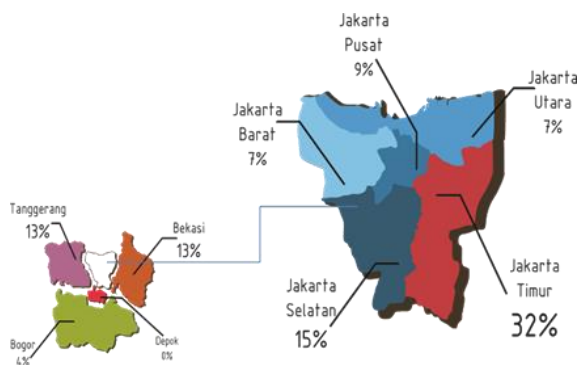 Jakarta
Pusat
9%
Jakarta
Utara
7%
Jakarta
Barat
7%
Tanggerang
13%
Bekasi
13%
Jakarta
Selatan
15%
Jakarta
Timur
32%
Bogor
4%
Depok
0%